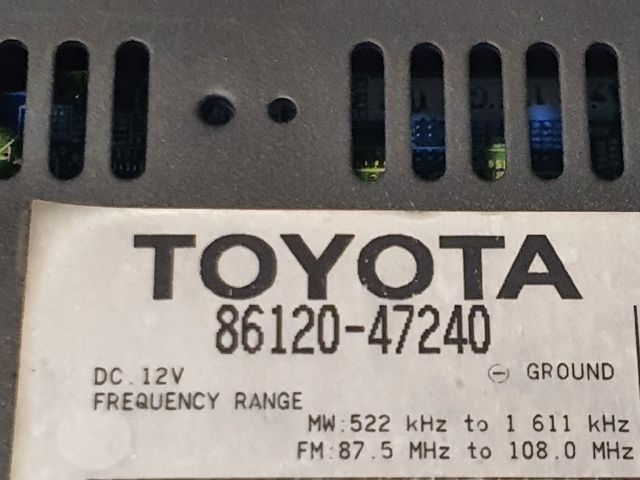 TOYOTA
86120-47240
DC.12V ⊖ GROUND
FREQUENCY RANGE
MW:522 kHz to 1 611 kHz
FM:87.5 MHz to 108.0 MHz